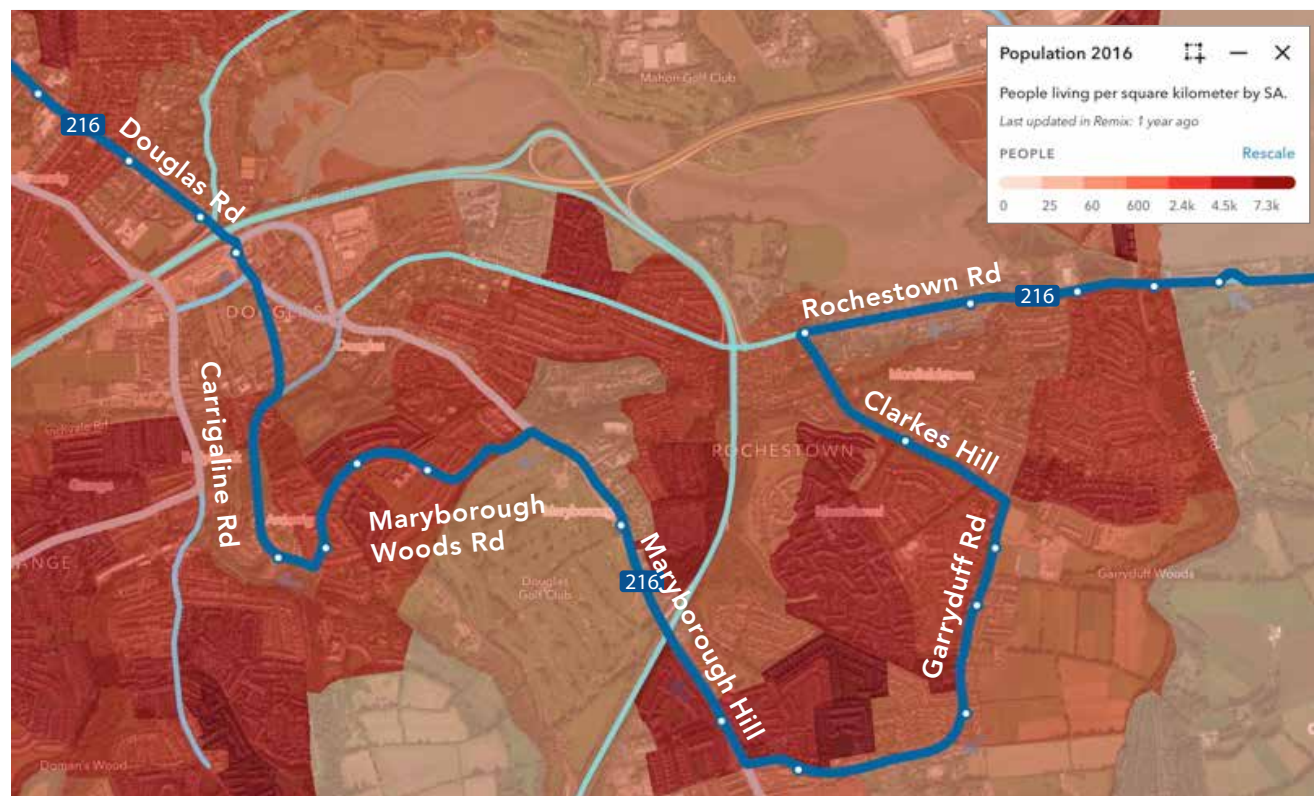 Population 2016
People living per square kilometer by SA.
Last updated in Remix: 1 year ago
PEOPLE
Rescale
0 25 60 600 2.4k 4.5k 7.3k
Mahon Golf Club
216
Douglas Rd
Rochestown Rd
216
DOUGLAS
Douglas
Carrigaline Rd
Clarkes Hill
ROCHESTOWN
Maryborough
Woods Rd
Maryborough
Garryduff Rd
Garryduff Woods
Douglas
Golf Club
216
Maryborough Hill